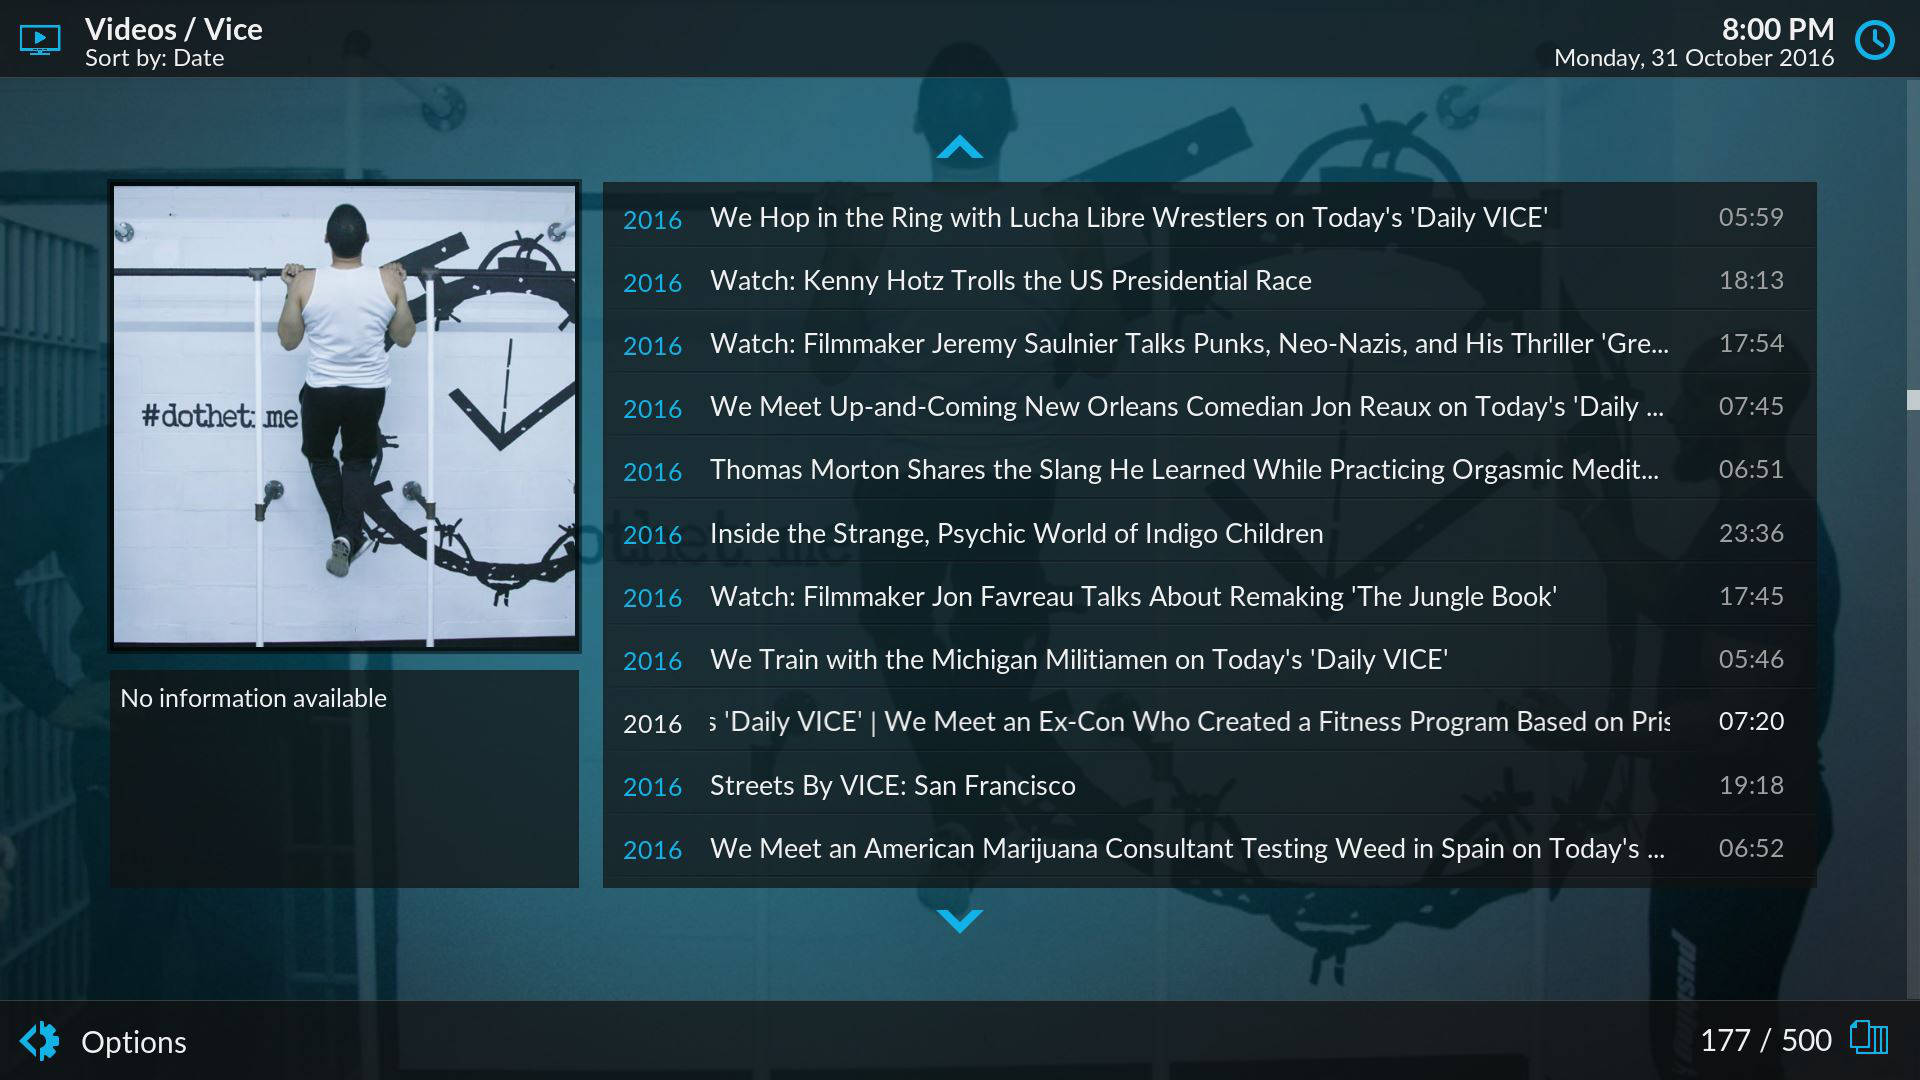 Videos / Vice
Sort by: Date
8:00 PM
Monday, 31 October 2016
#dothet me
No information available
2016 We Hop in the Ring with Lucha Libre Wrestlers on Today's 'Daily VICE' 05:59
2016 Watch: Kenny Hotz Trolls the US Presidential Race 18:13
2016 Watch: Filmmaker Jeremy Saulnier Talks Punks, Neo-Nazis, and His Thriller 'Gre... 17:54
2016 We Meet Up-and-Coming New Orleans Comedian Jon Reaux on Today's 'Daily ... 07:45
2016 Thomas Morton Shares the Slang He Learned While Practicing Orgasmic Medit... 06:51
2016 Inside the Strange, Psychic World of Indigo Children 23:36
2016 Watch: Filmmaker Jon Favreau Talks About Remaking 'The Jungle Book' 17:45
2016 We Train with the Michigan Militiamen on Today's 'Daily VICE' 05:46
2016 s 'Daily VICE' | We Meet an Ex-Con Who Created a Fitness Program Based on Pris 07:20
2016 Streets By VICE: San Francisco 19:18
2016 We Meet an American Marijuana Consultant Testing Weed in Spain on Today's ... 06:52
Options
177 / 500